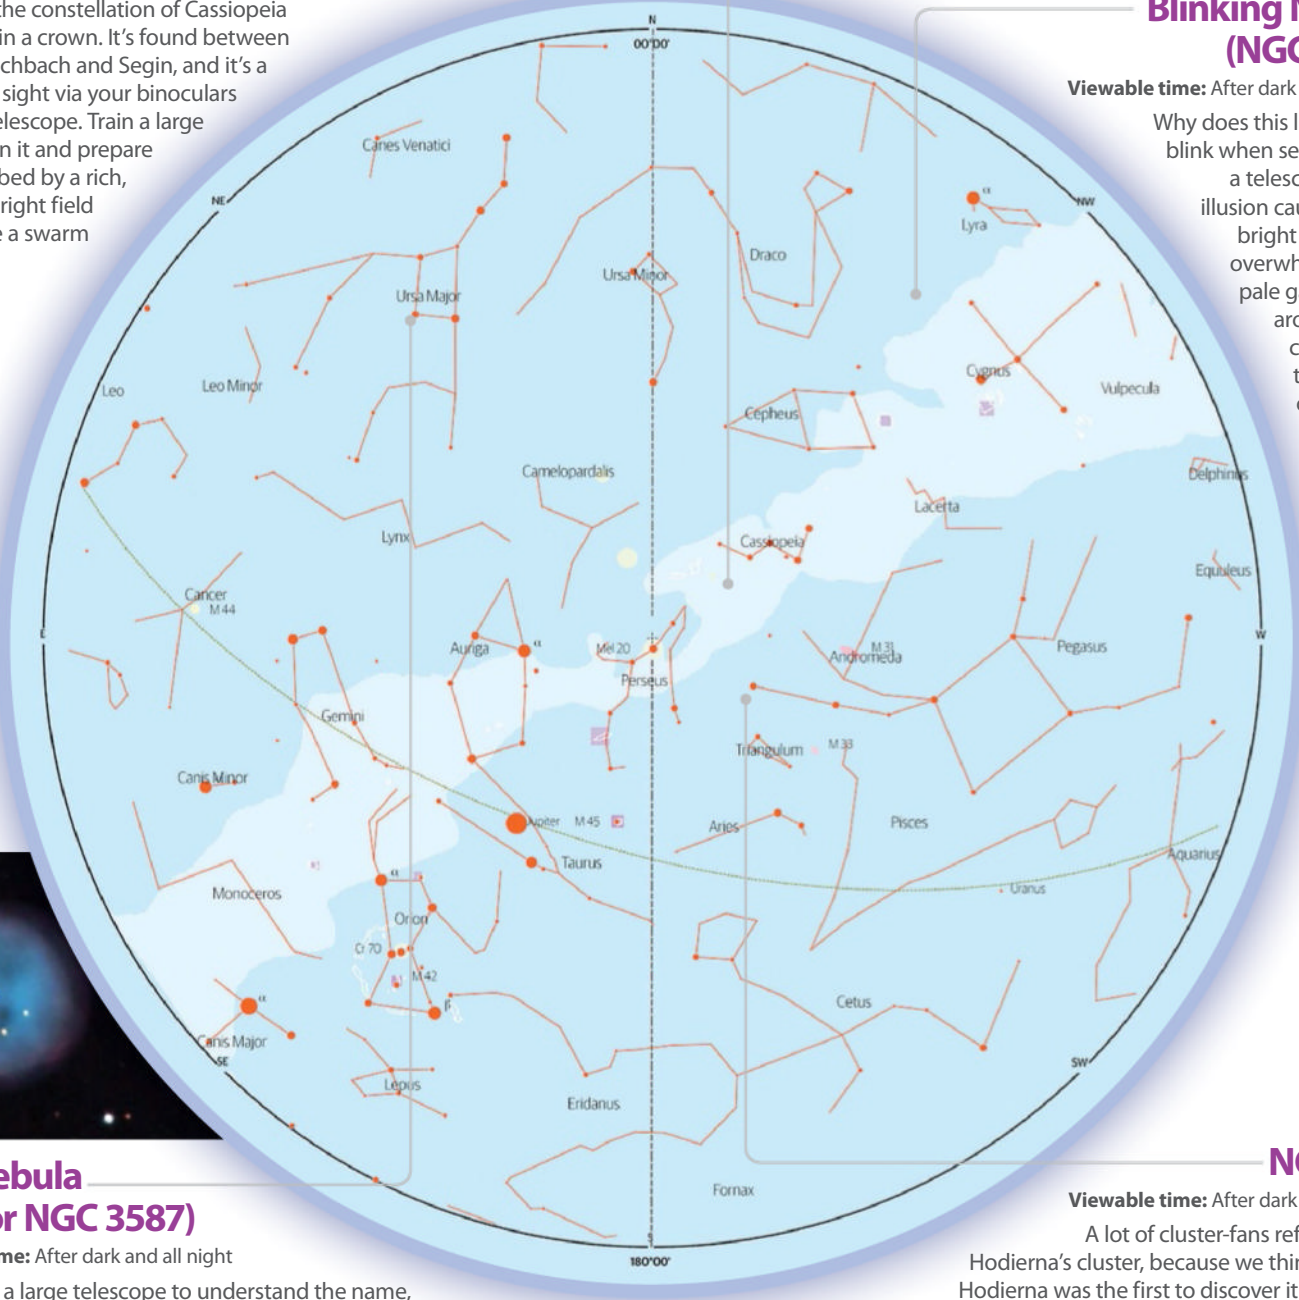 the constellation of Cassiopeia
in a crown. It's found between
chbach and Segin, and it's a
sight via your binoculars
elescope. Train a large
n it and prepare
bed by a rich,
right field
e a swarm
Blinking N
(NGC
Viewable time: After dark
Why does this l
blink when se
a telesc
illusion cau
bright
overwh
pale g
aro
c
t
N
00°00'
NE
NW
Canes Venatici
α
Lyra
Draco
Ursa Minor
Ursa Major
Leo
Leo Minor
Cygnus
Vulpecula
Cepheus
Camelopardalis
Delphinus
Lacerta
Lynx
Cassiopeia
Equuleus
Cancer
M 44
E
W
Auriga
α
Mel 20
M 31
Andromeda
Pegasus
Perseus
Gemini
Triangulum
M 33
Canis Minor
Jupiter
M 45
Aries
Pisces
Taurus
Aquarius
α
Uranus
Monoceros
Orion
Cr 70
M 42
Cetus
α
β
Canis Major
SE
SW
Lepus
Eridanus
Fornax
S
180°00'
ebula
or NGC 3587)
me: After dark and all night
a large telescope to understand the name,
NG
Viewable time: After dark
A lot of cluster-fans ref
Hodierna's cluster, because we thin
Hodierna was the first to discover it